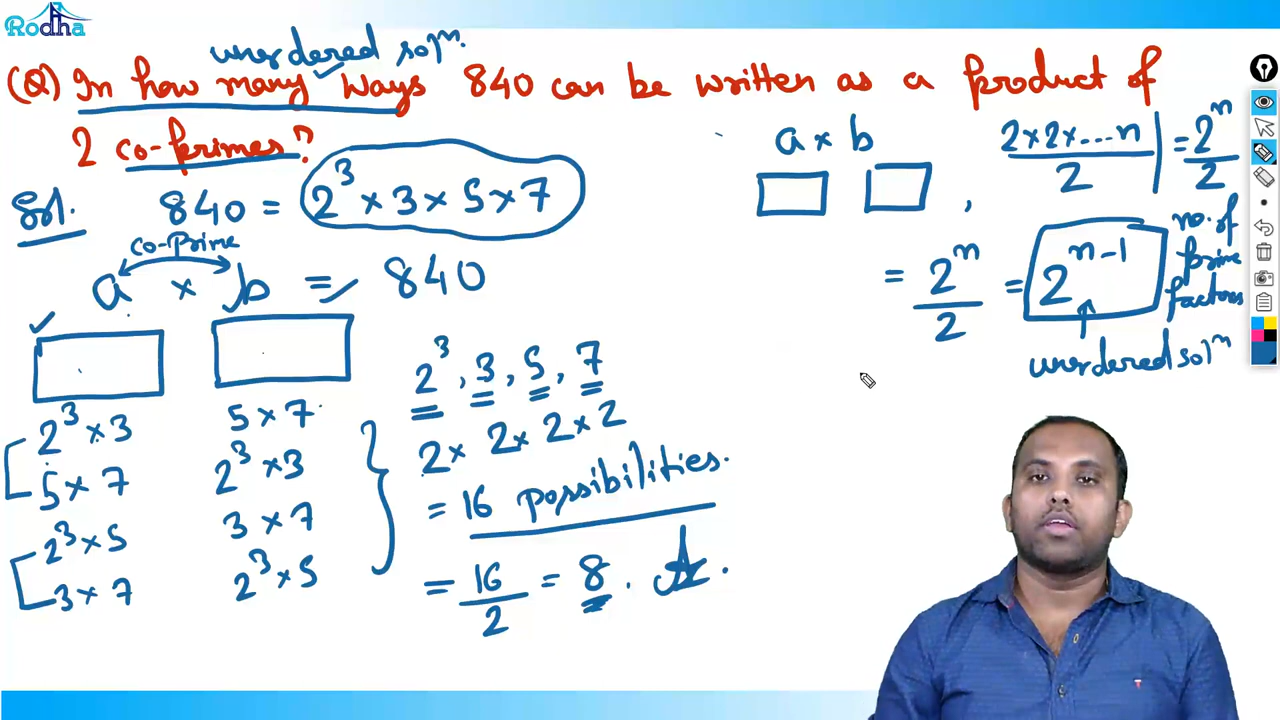 Rodha
unordered solⁿ.
(Q) In how many ways 840 can be written as a product of
2 co-primes?
Sol. 840 = 2³ × 3 × 5 × 7
co-prime
a × b = 840
2³ × 3 5 × 7
5 × 7 2³ × 3
2³ × 5 3 × 7
3 × 7 2³ × 5
2³, 3, 5, 7
2 × 2 × 2 × 2
= 16 possibilities.
= 16/2 = 8. A.
a × b
,
2×2×...n/2 = 2ⁿ/2
= 2ⁿ/2 = 2ⁿ⁻¹
no. of
prime
factors
unordered solⁿ